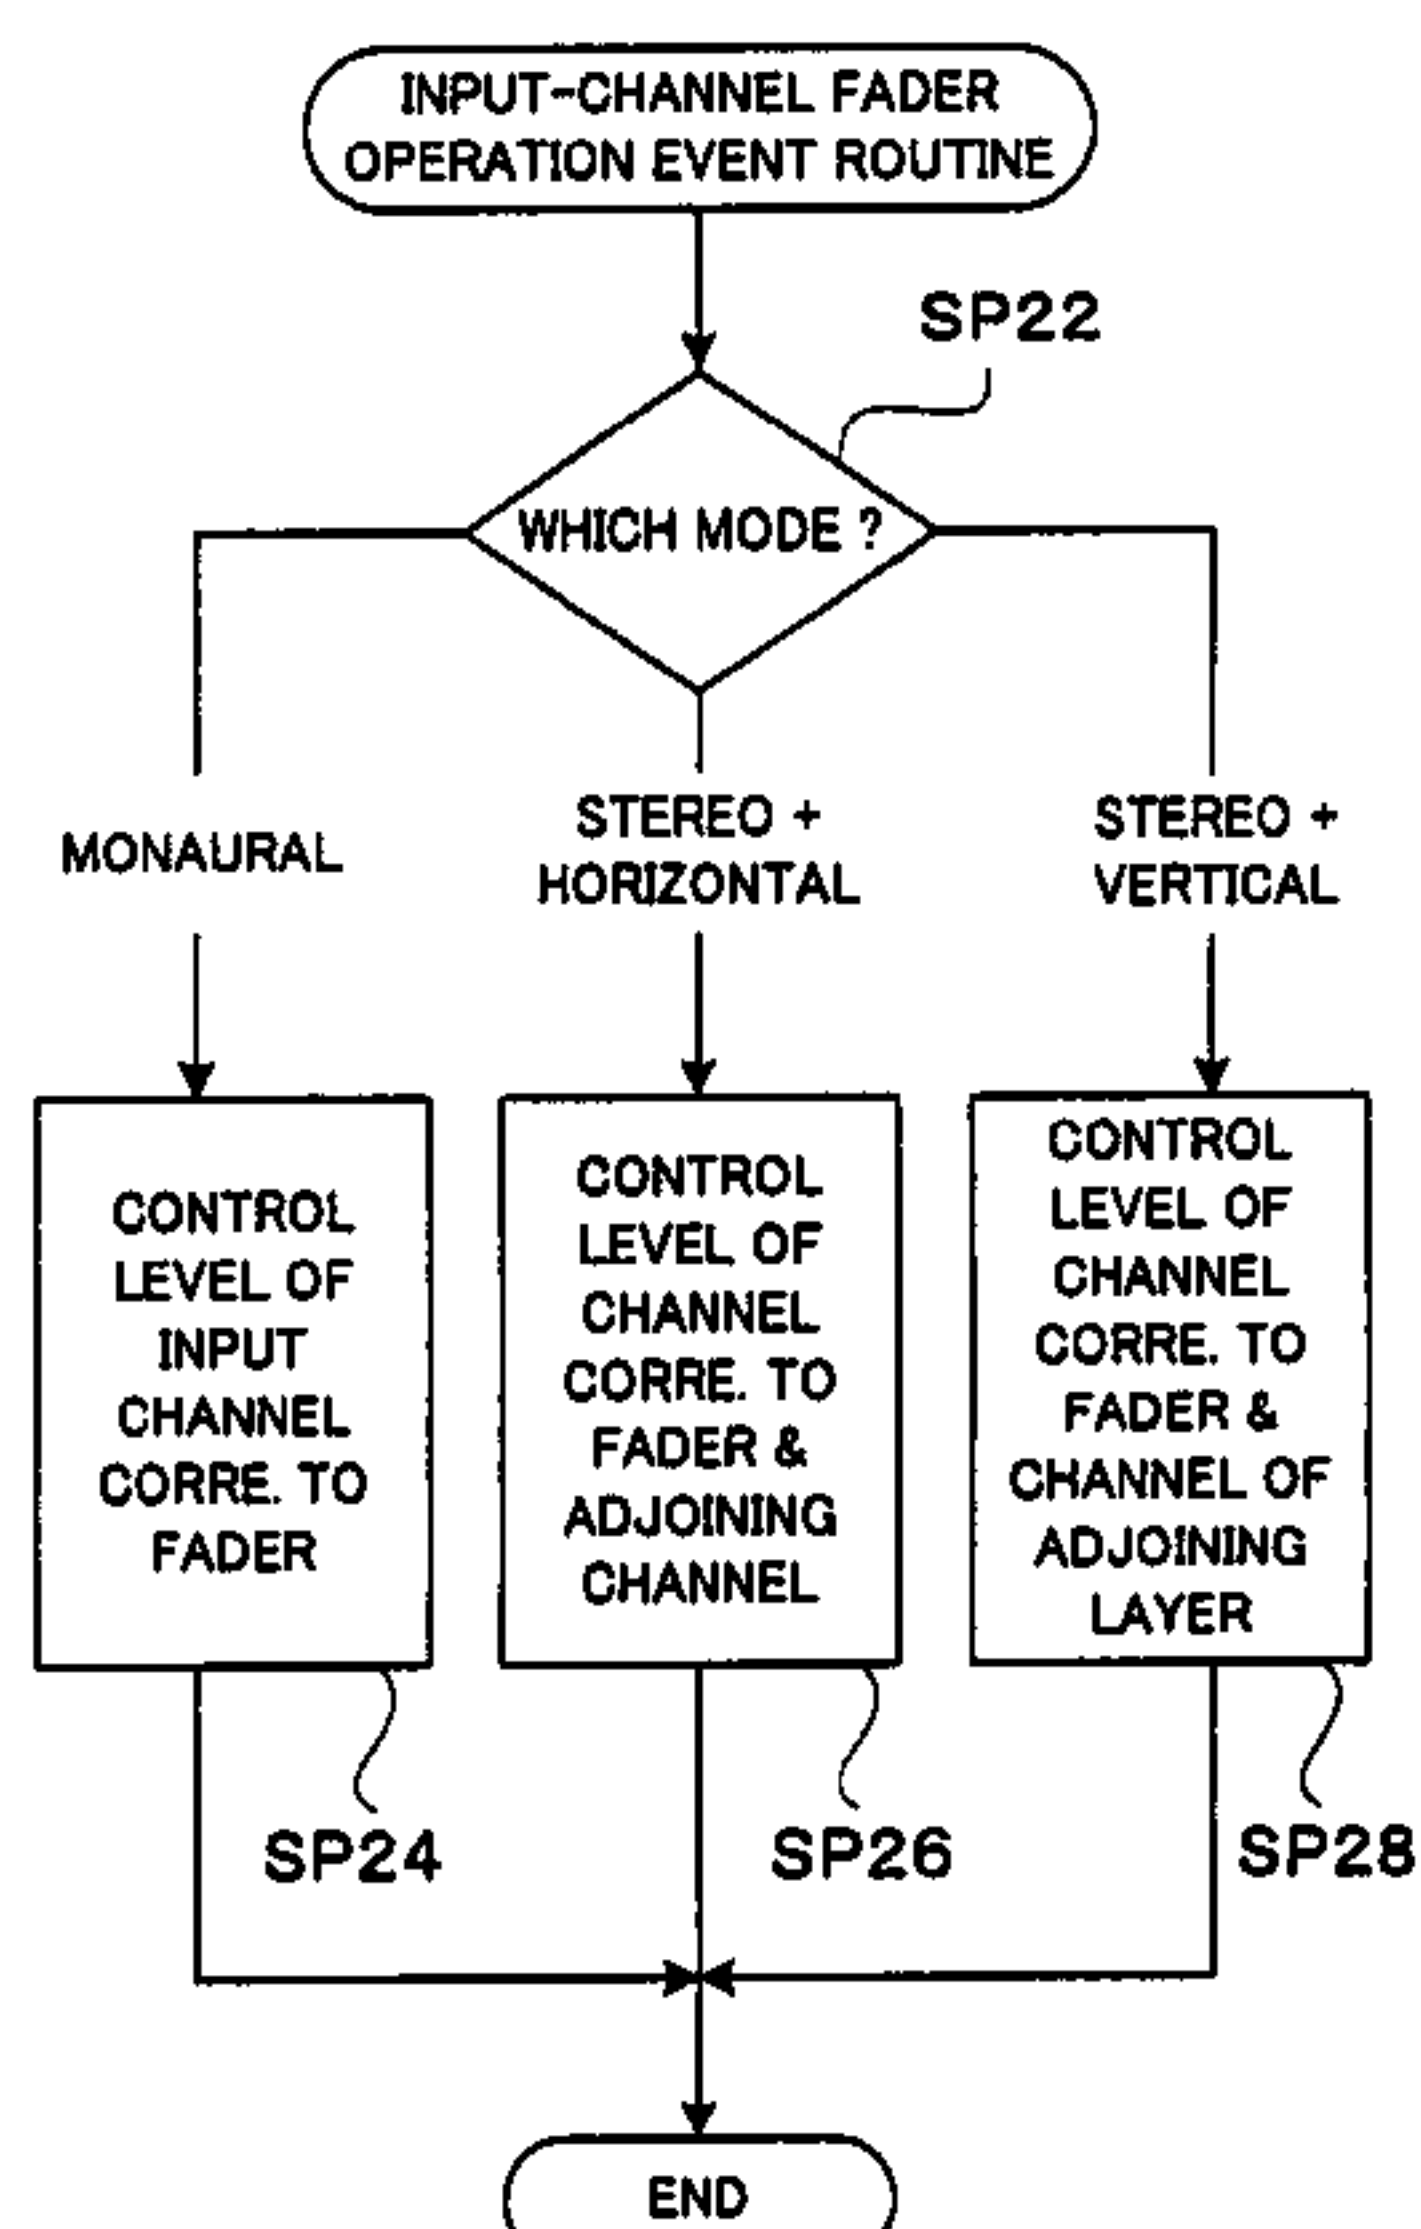 INPUT-CHANNEL FADER
OPERATION EVENT ROUTINE
SP22
WHICH MODE ?
MONAURAL
STEREO +
HORIZONTAL
STEREO +
VERTICAL
CONTROL
LEVEL OF
INPUT
CHANNEL
CORRE. TO
FADER
CONTROL
LEVEL OF
CHANNEL
CORRE. TO
FADER &
ADJOINING
CHANNEL
CONTROL
LEVEL OF
CHANNEL
CORRE. TO
FADER &
CHANNEL OF
ADJOINING
LAYER
SP24
SP26
SP28
END